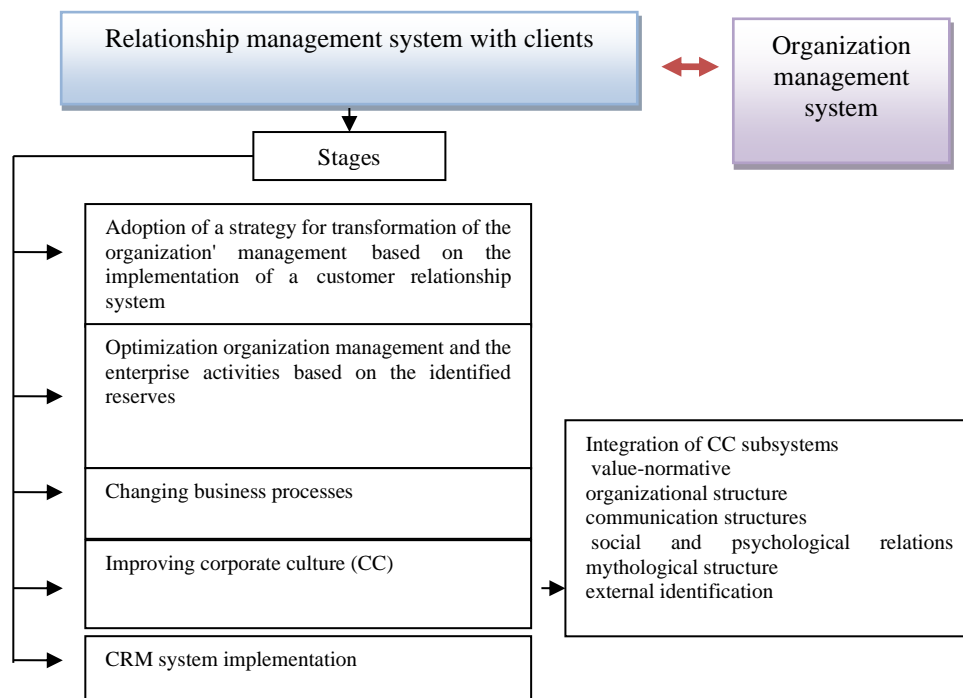 Relationship management system with clients
Organization
management
system
Stages
Adoption of a strategy for transformation of the
organization' management based on the
implementation of a customer relationship
system
Optimization organization management and the
enterprise activities based on the identified
reserves
Changing business processes
Improving corporate culture (CC)
Integration of CC subsystems
value-normative
organizational structure
communication structures
social and psychological relations
mythological structure
external identification
CRM system implementation